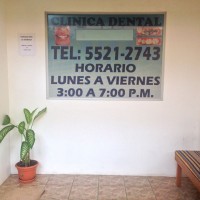 CLINICA DENTAL
TEL: 5521-2743
HORARIO
LUNES A VIERNES
3:00 A 7:00 P.M.